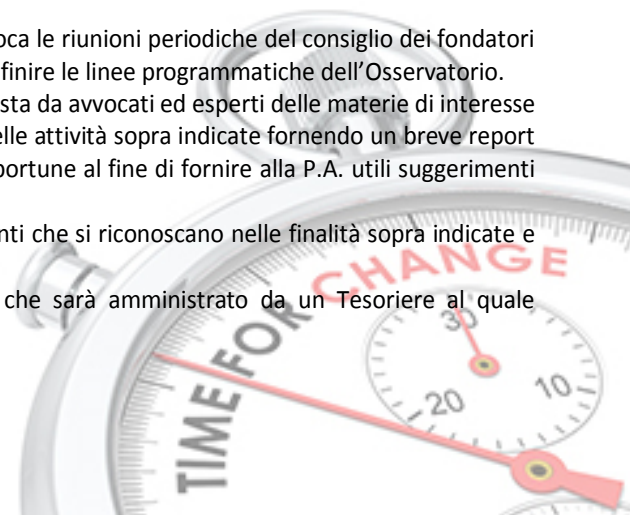 oca le riunioni periodiche del consiglio dei fondatori
finire le linee programmatiche dell’Osservatorio.
sta da avvocati ed esperti delle materie di interesse
elle attività sopra indicate fornendo un breve report
portune al fine di fornire alla P.A. utili suggerimenti
nti che si riconoscano nelle finalità sopra indicate e
che sarà amministrato da un Tesoriere al quale
TIME FOR CHANGE
30
10
20